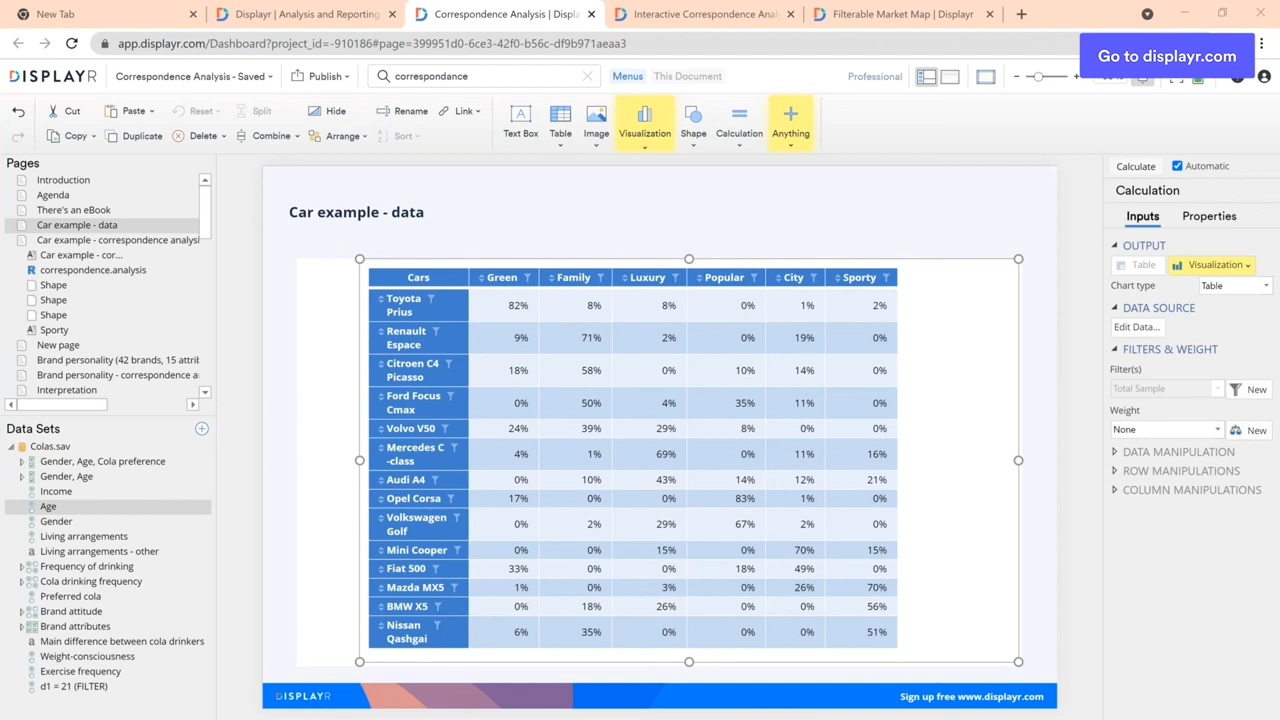 New Tab
Displayr | Analysis and Reporting
Correspondence Analysis | Displa
Interactive Correspondence Anal
Filterable Market Map | Displayr
app.displayr.com/Dashboard?project_id=-910186#page=399951d0-6ce3-42f0-b56c-df9b971aeaa3
Go to displayr.com
DISPLAYR
Correspondence Analysis - Saved
Publish
correspondance
Menus
This Document
Professional
Cut
Paste
Reset
Split
Hide
Rename
Link
Copy
Duplicate
Delete
Combine
Arrange
Sort
Text Box
Table
Image
Visualization
Shape
Calculation
Anything
Pages
Introduction
Agenda
There's an eBook
Car example - data
Car example - correspondence analysi
Car example - cor...
correspondence.analysis
Shape
Shape
Shape
Sporty
New page
Brand personality (42 brands, 15 attrib
Brand personality - correspondence a
Interpretation
Data Sets
Colas.sav
Gender, Age, Cola preference
Gender, Age
Income
Age
Gender
Living arrangements
Living arrangements - other
Frequency of drinking
Cola drinking frequency
Preferred cola
Brand attitude
Brand attributes
Main difference between cola drinkers
Weight-consciousness
Exercise frequency
d1 = 21 (FILTER)
Car example - data
Cars Green Family Luxury Popular City Sporty
Toyota Prius 82% 8% 8% 0% 1% 2%
Renault Espace 9% 71% 2% 0% 19% 0%
Citroen C4 Picasso 18% 58% 0% 10% 14% 0%
Ford Focus Cmax 0% 50% 4% 35% 11% 0%
Volvo V50 24% 39% 29% 8% 0% 0%
Mercedes C -class 4% 1% 69% 0% 11% 16%
Audi A4 0% 10% 43% 14% 12% 21%
Opel Corsa 17% 0% 0% 83% 1% 0%
Volkswagen Golf 0% 2% 29% 67% 2% 0%
Mini Cooper 0% 0% 15% 0% 70% 15%
Fiat 500 33% 0% 0% 18% 49% 0%
Mazda MX5 1% 0% 3% 0% 26% 70%
BMW X5 0% 18% 26% 0% 0% 56%
Nissan Qashgai 6% 35% 0% 0% 0% 51%
DISPLAYR
Sign up free www.displayr.com
Calculate
Automatic
Calculation
Inputs
Properties
OUTPUT
Table
Visualization
Chart type
Table
DATA SOURCE
Edit Data...
FILTERS & WEIGHT
Filter(s)
Total Sample
New
Weight
None
New
DATA MANIPULATION
ROW MANIPULATIONS
COLUMN MANIPULATIONS